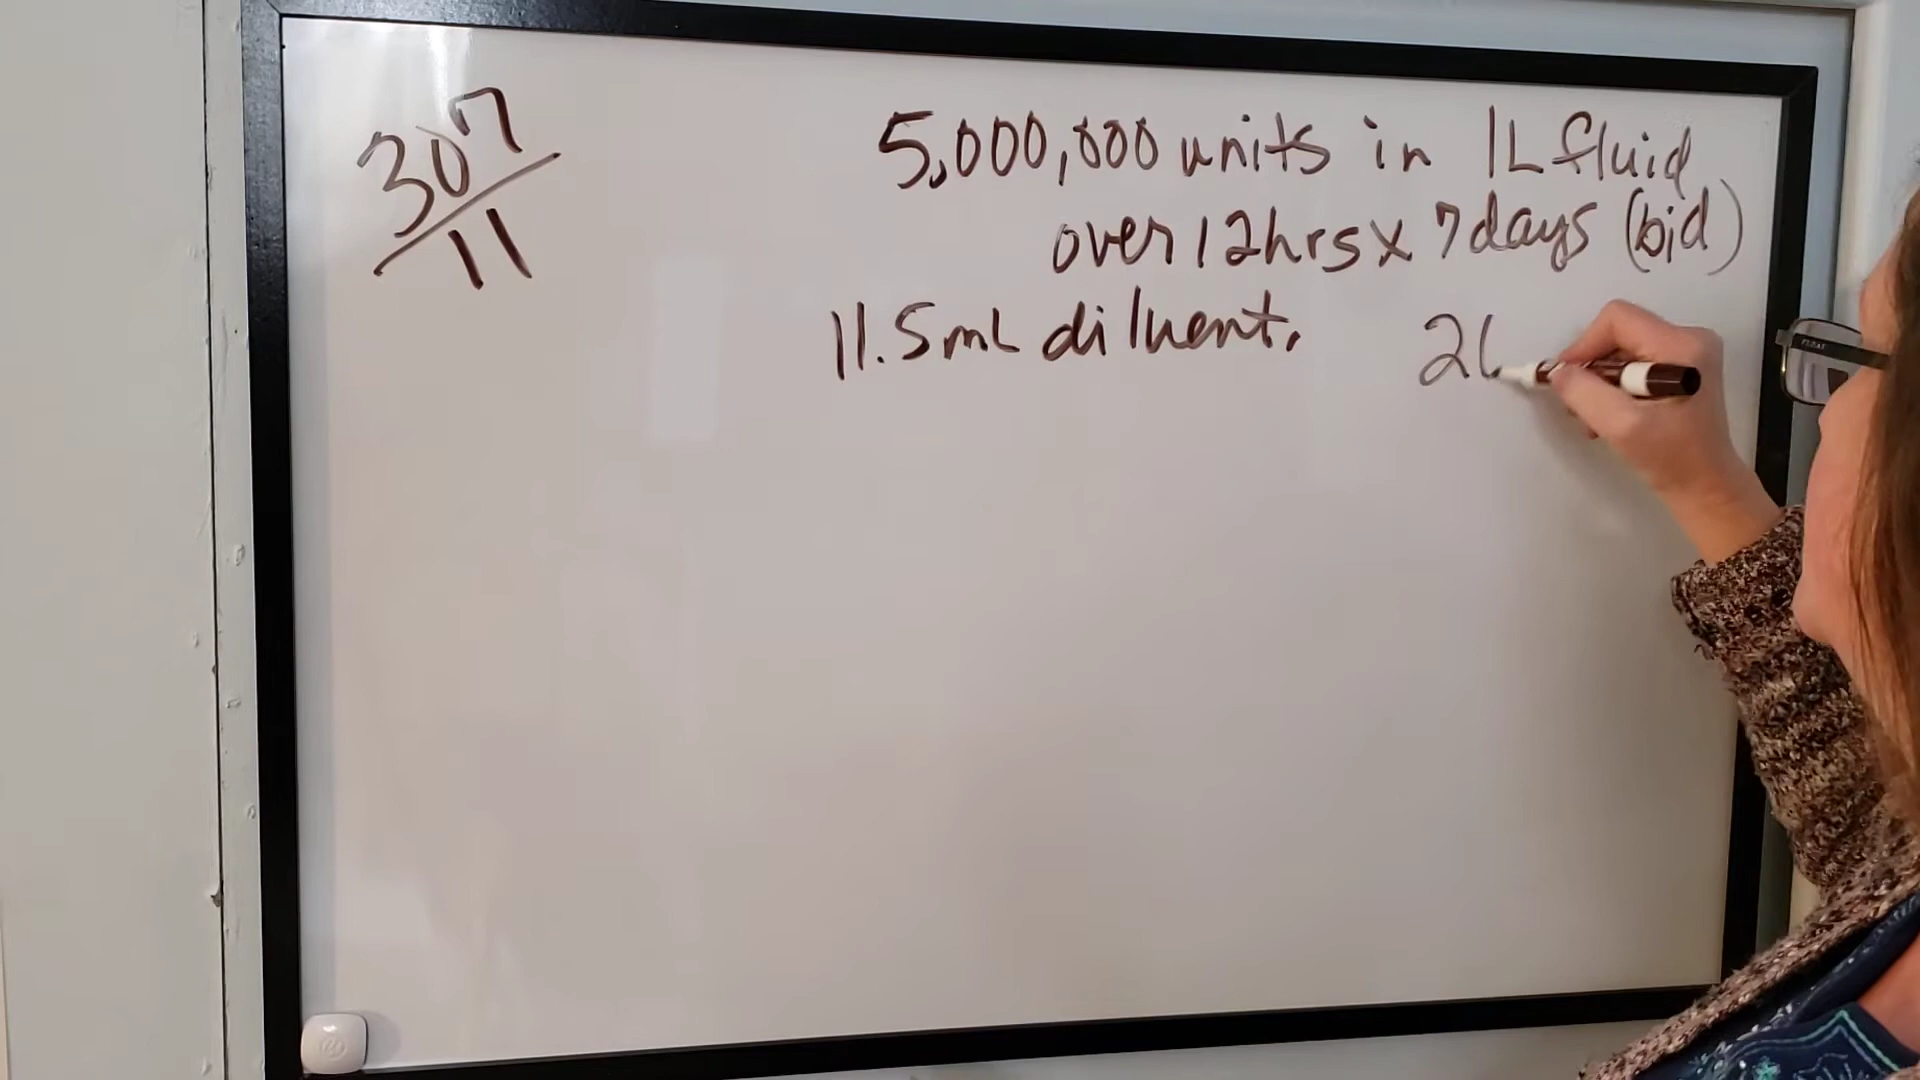 307
11
5,000,000 units in 1L fluid
over 12hrs x 7days (bid)
11.5mL diluent.